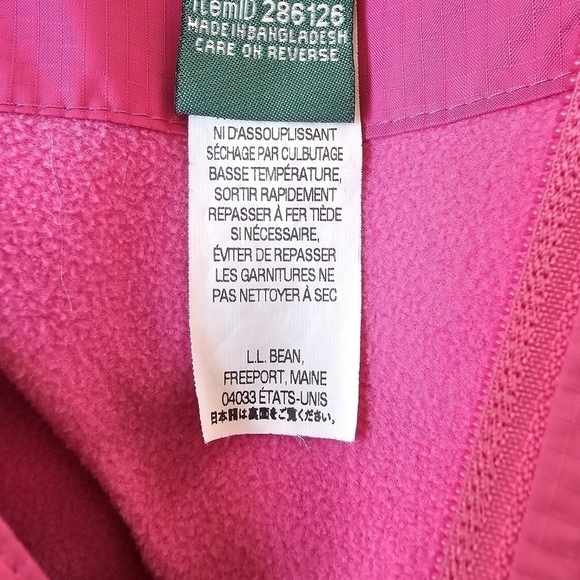 ItemID 286126
MADE IN BANGLADESH
CARE ON REVERSE
NI D'ASSOUPLISSANT
SÉCHAGE PAR CULBUTAGE
BASSE TEMPÉRATURE,
SORTIR RAPIDEMENT
REPASSER À FER TIÈDE
SI NÉCESSAIRE,
ÉVITER DE REPASSER
LES GARNITURES NE
PAS NETTOYER À SEC
L.L. BEAN,
FREEPORT, MAINE
04033 ÉTATS-UNIS
日本語は裏面をご覧ください。